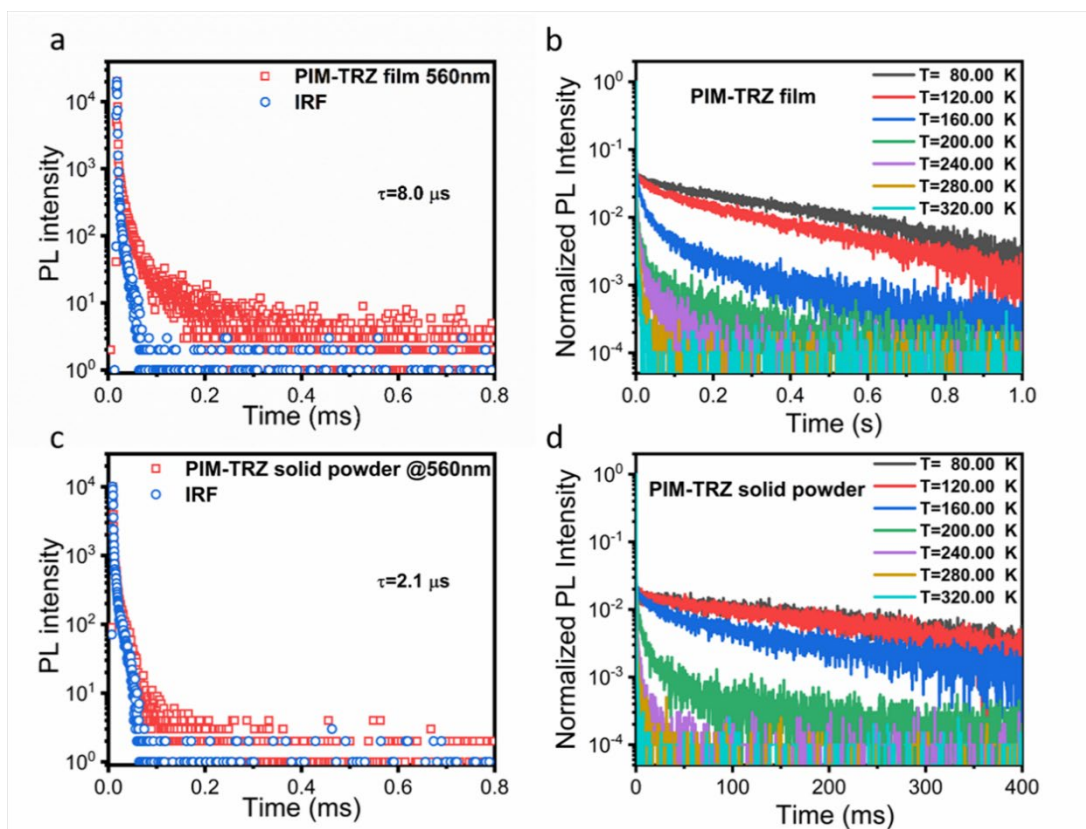 a
PIM-TRZ film 560nm
IRF
τ=8.0 μs
PL intensity
10⁴
10³
10²
10¹
10⁰
0.0 0.2 0.4 0.6 0.8
Time (ms)
b
PIM-TRZ film
T= 80.00 K
T=120.00 K
T=160.00 K
T=200.00 K
T=240.00 K
T=280.00 K
T=320.00 K
Normalized PL Intensity
10⁰
10⁻¹
10⁻²
10⁻³
10⁻⁴
0.0 0.2 0.4 0.6 0.8 1.0
Time (s)
c
PIM-TRZ solid powder @560nm
IRF
τ=2.1 μs
PL intensity
10⁴
10³
10²
10¹
10⁰
0.0 0.2 0.4 0.6 0.8
Time (ms)
d
PIM-TRZ solid powder
T= 80.00 K
T=120.00 K
T=160.00 K
T=200.00 K
T=240.00 K
T=280.00 K
T=320.00 K
Normalized PL Intensity
10⁰
10⁻¹
10⁻²
10⁻³
10⁻⁴
0 100 200 300 400
Time (ms)